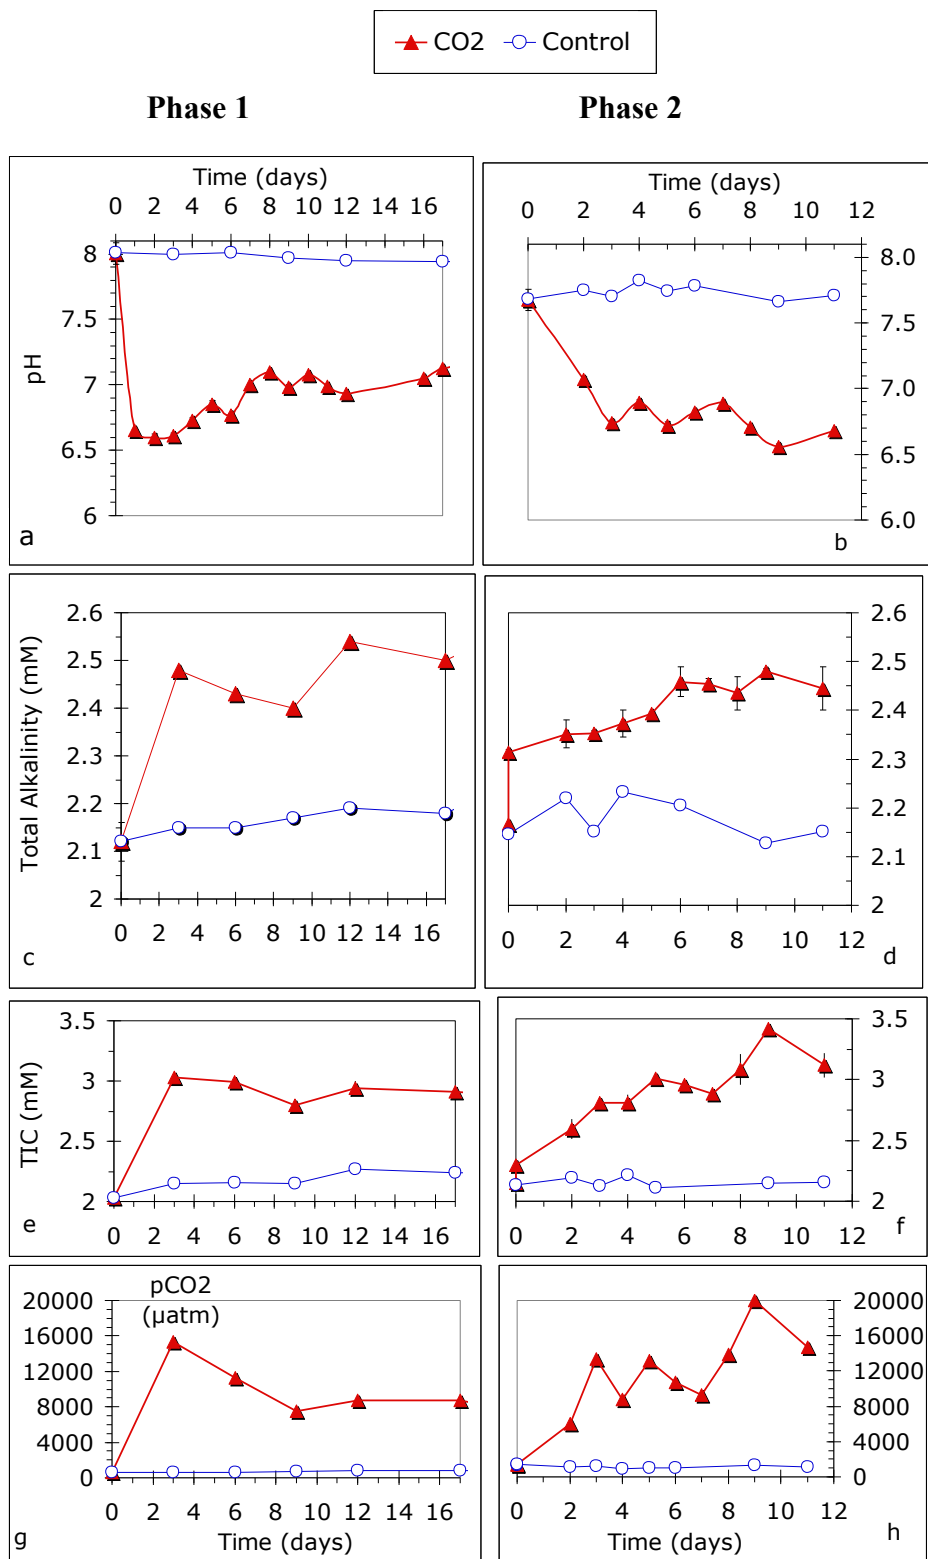 CO2 Control
Phase 1 Phase 2
Time (days)
0 2 4 6 8 10 12 14 16
8
7.5
7
6.5
6
pH
a
Time (days)
0 2 4 6 8 10 12
8.0
7.5
7.0
6.5
6.0
b
2.6
2.5
2.4
2.3
2.2
2.1
2
Total Alkalinity (mM)
0 2 4 6 8 10 12 14 16
c
2.6
2.5
2.4
2.3
2.2
2.1
2
0 2 4 6 8 10 12
d
3.5
3
2.5
2
TIC (mM)
0 2 4 6 8 10 12 14 16
e
3.5
3
2.5
2
0 2 4 6 8 10 12
f
pCO2
(µatm)
20000
16000
12000
8000
4000
0
0 2 4 6 8 10 12 14 16
Time (days)
g
20000
16000
12000
8000
4000
0
0 2 4 6 8 10 12
Time (days)
h